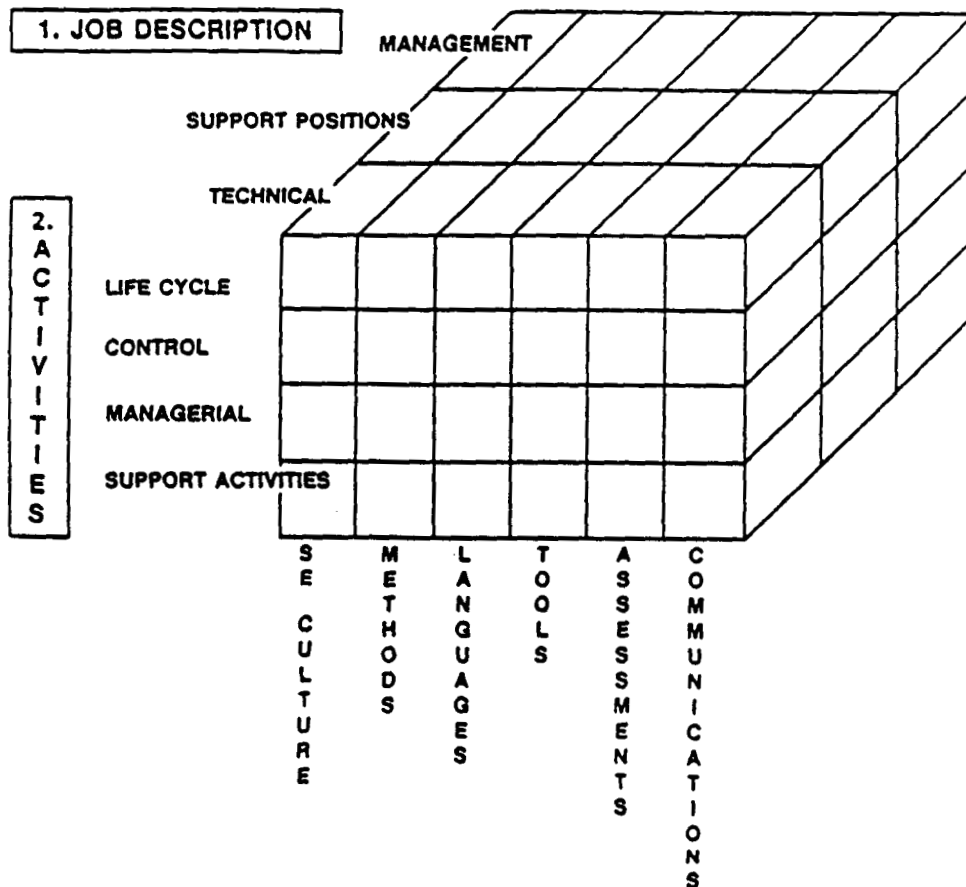 1. JOB DESCRIPTION
MANAGEMENT
SUPPORT POSITIONS
TECHNICAL
2. ACTIVITIES
LIFE CYCLE
CONTROL
MANAGERIAL
SUPPORT ACTIVITIES
SE CULTURE
METHODS
LANGUAGES
TOOLS
ASSESSMENTS
COMMUNICATIONS